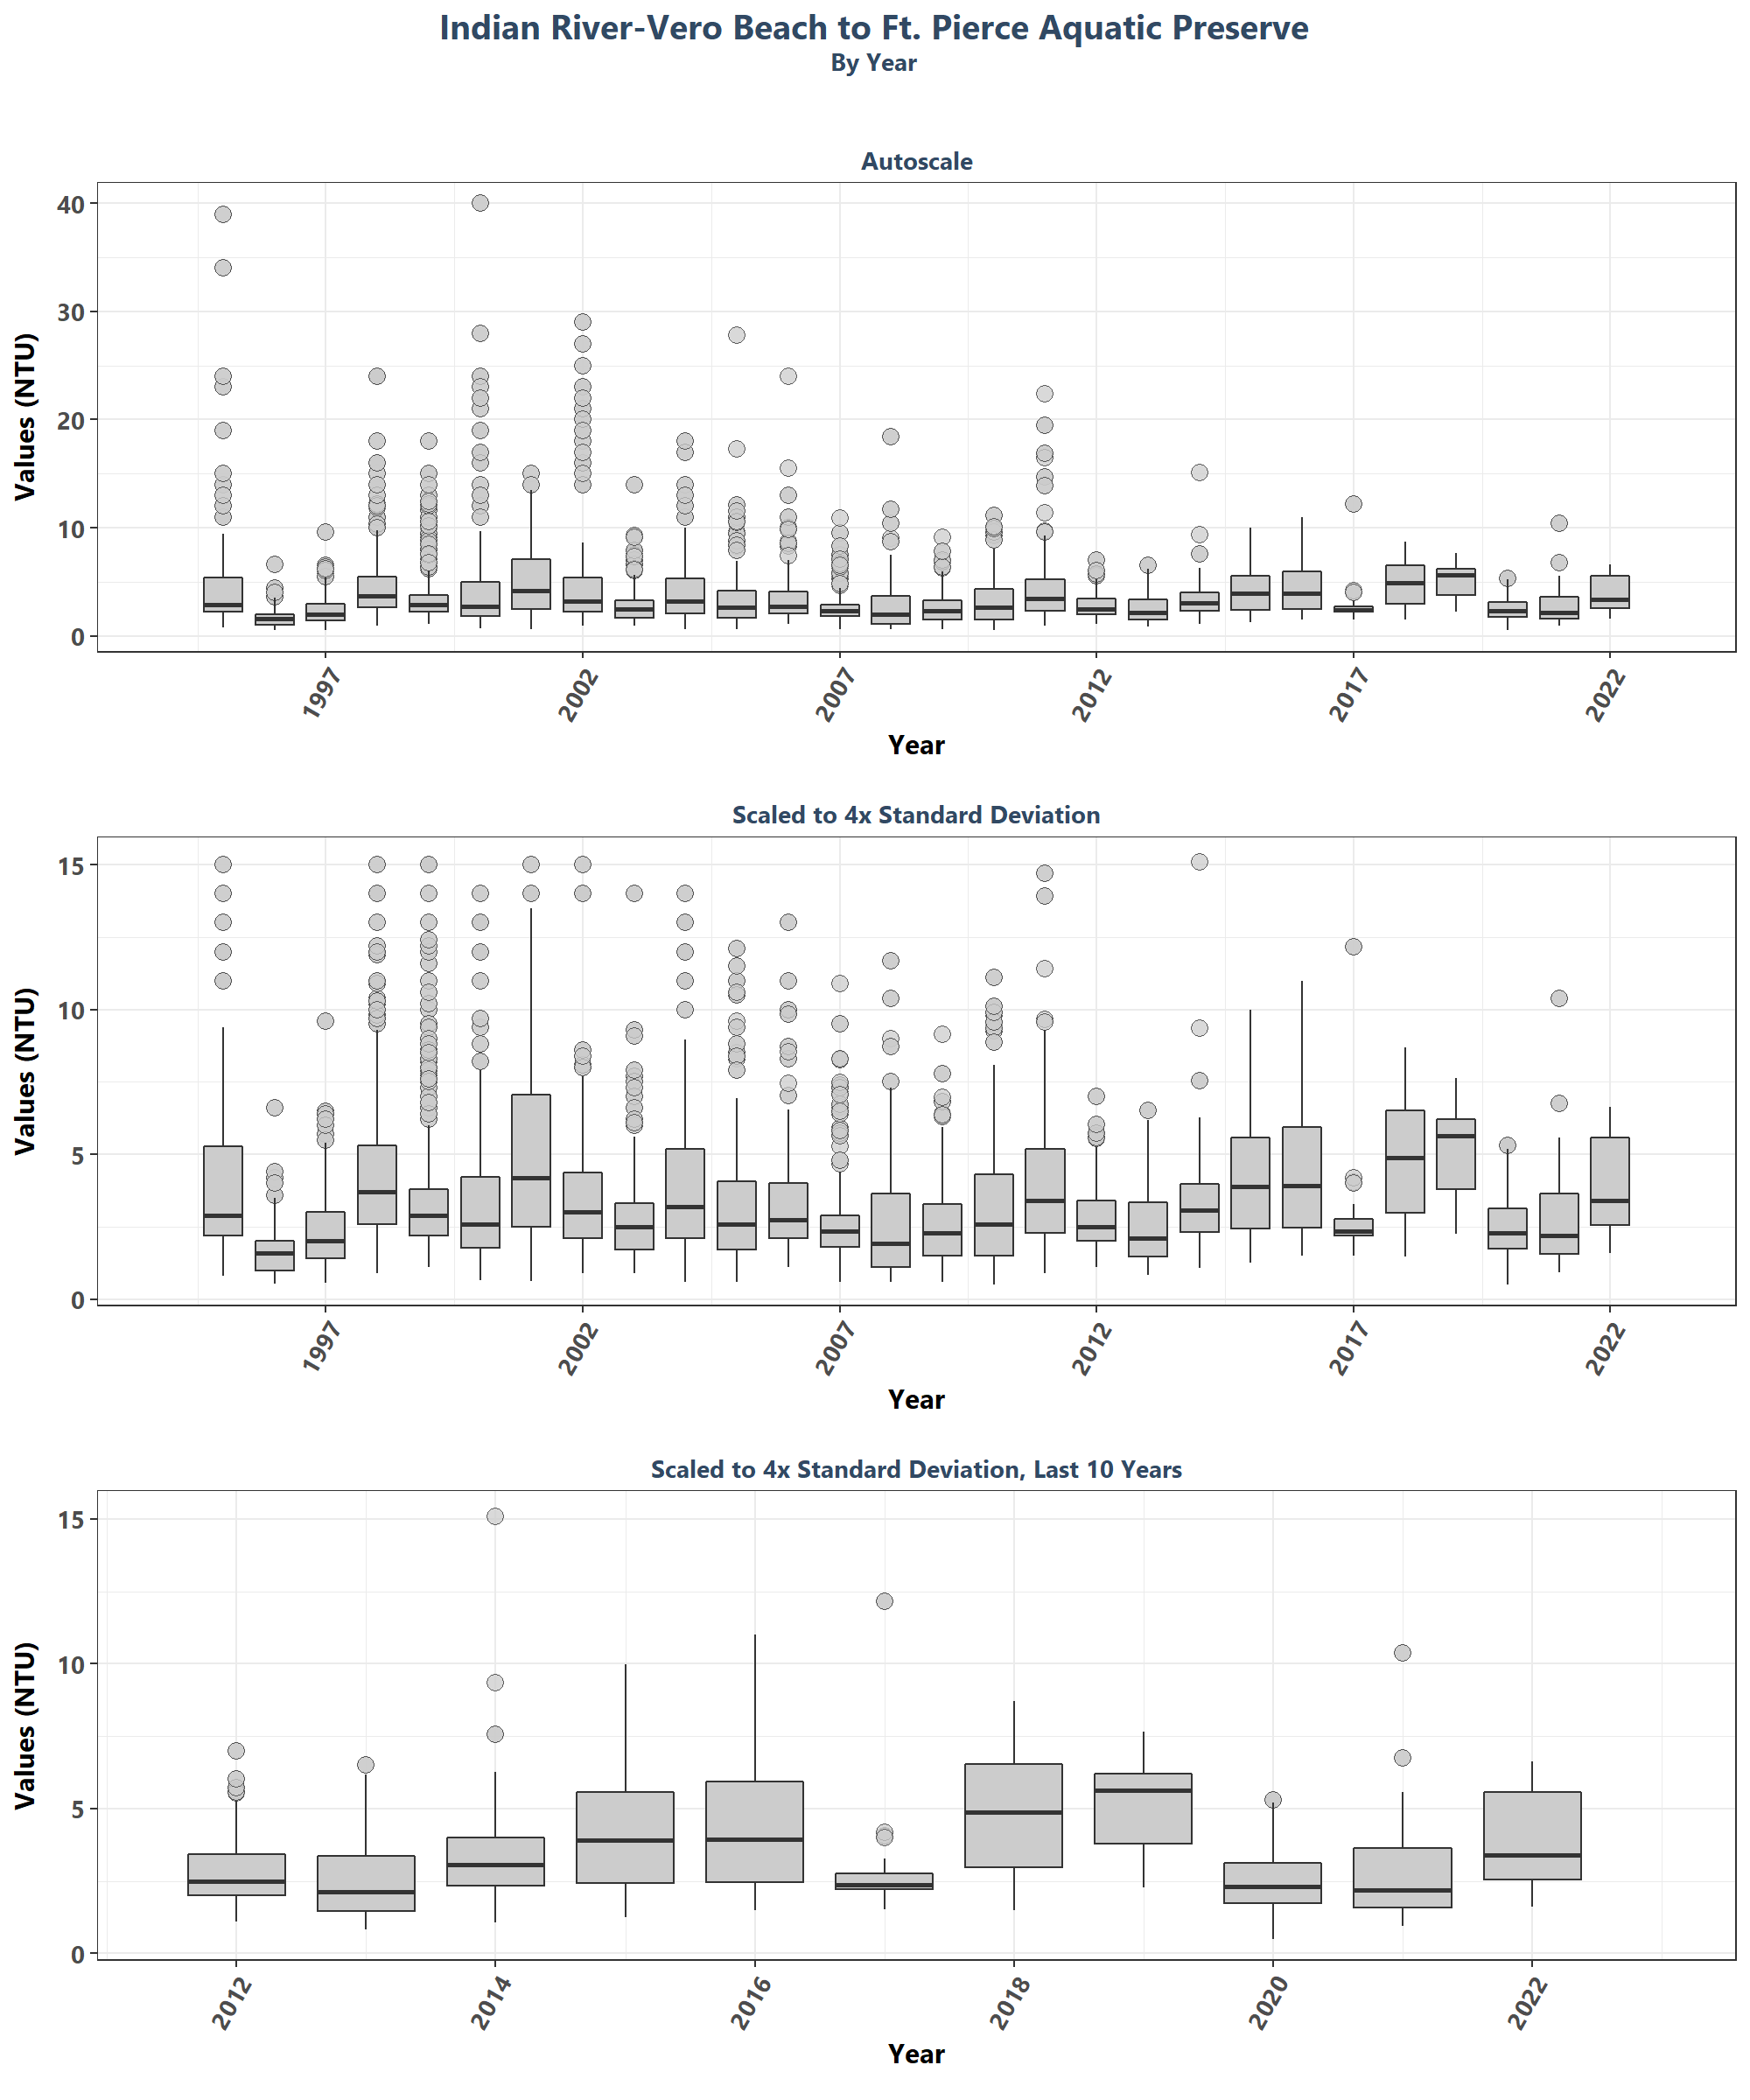 Indian River-Vero Beach to Ft. Pierce Aquatic Preserve
By Year
Autoscale
Values (NTU)
40
30
20
10
0
1997
2002
2007
2012
2017
2022
Year
Scaled to 4x Standard Deviation
Values (NTU)
15
10
5
0
1997
2002
2007
2012
2017
2022
Year
Scaled to 4x Standard Deviation, Last 10 Years
Values (NTU)
15
10
5
0
2012
2014
2016
2018
2020
2022
Year